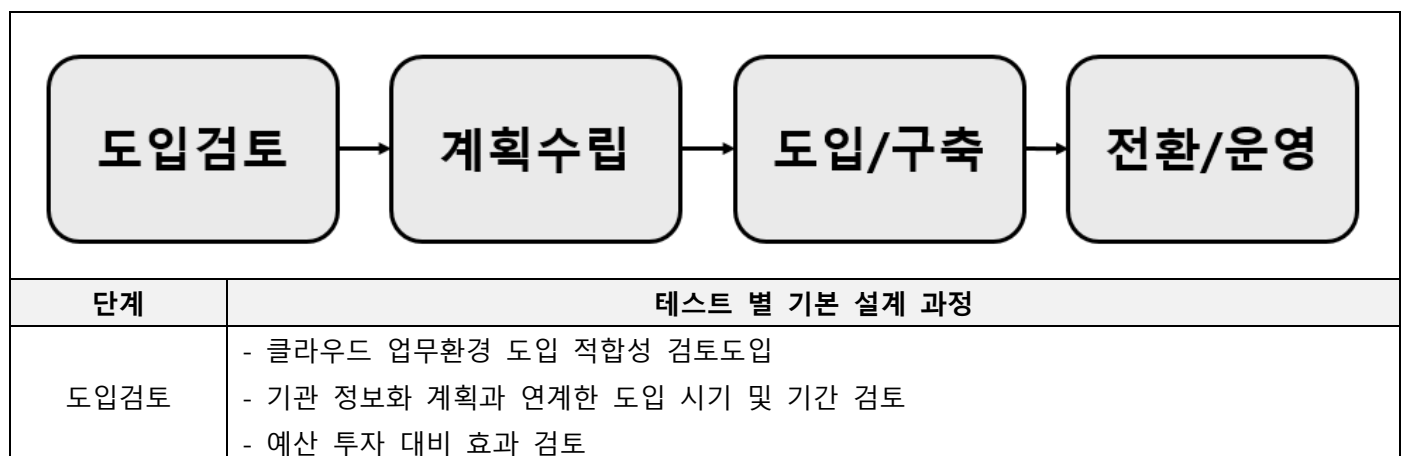 도입검토
계획수립
도입/구축
전환/운영
단계
테스트 별 기본 설계 과정
도입검토
- 클라우드 업무환경 도입 적합성 검토도입
- 기관 정보화 계획과 연계한 도입 시기 및 기간 검토
- 예산 투자 대비 효과 검토